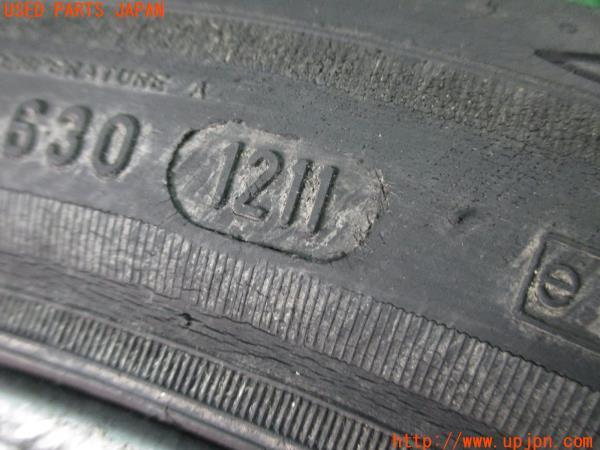 USED PARTS JAPAN
TEMPERATURE A
630 1211
e
http://www.upjpn.com/